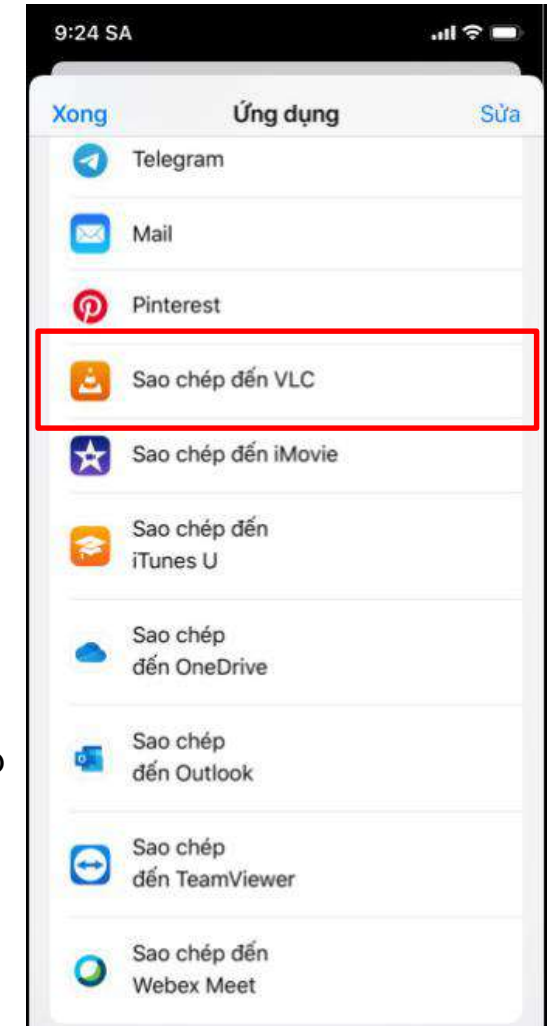 9:24 SA
Xong Ứng dụng Sửa
Telegram
Mail
Pinterest
Sao chép đến VLC
Sao chép đến iMovie
Sao chép đến
iTunes U
Sao chép
đến OneDrive
Sao chép
đến Outlook
Sao chép
đến TeamViewer
Sao chép đến
Webex Meet